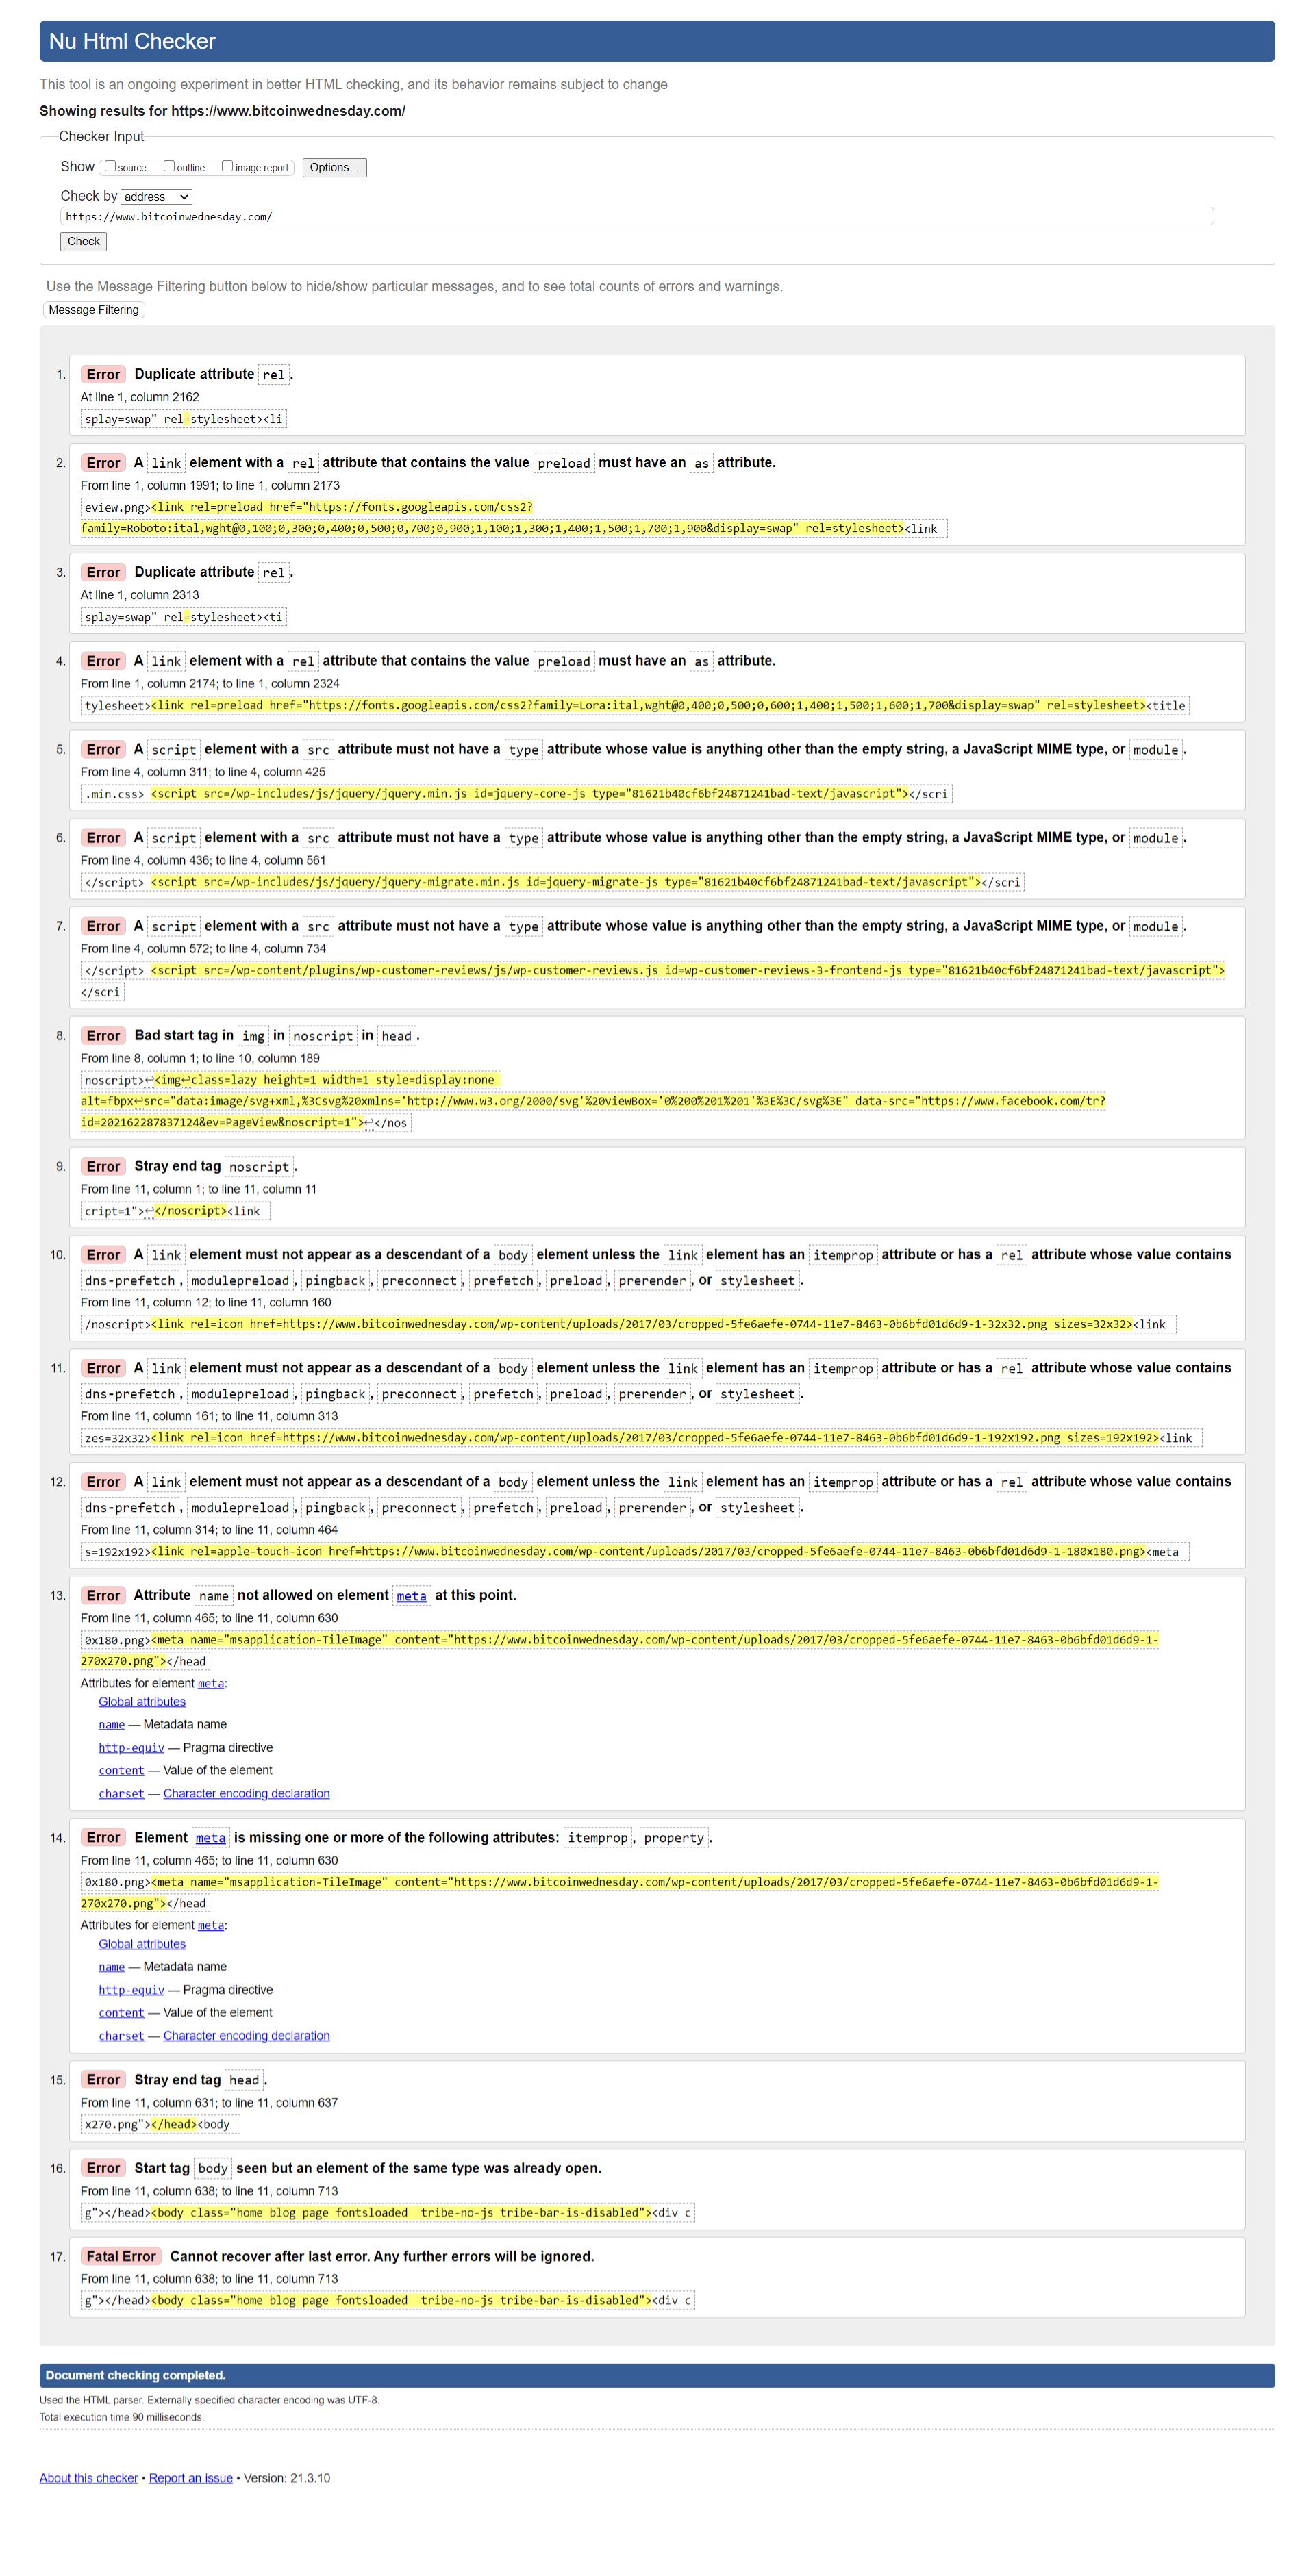 Nu Html Checker
This tool is an ongoing experiment in better HTML checking, and its behavior remains subject to change
Showing results for https://www.bitcoinwednesday.com/
Checker Input
Show source outline image report Options…
Check by address
https://www.bitcoinwednesday.com/
Check
Use the Message Filtering button below to hide/show particular messages, and to see total counts of errors and warnings.
Message Filtering
1. Error Duplicate attribute rel.
At line 1, column 2162
splay=swap" rel=stylesheet><li
2. Error A link element with a rel attribute that contains the value preload must have an as attribute.
From line 1, column 1991; to line 1, column 2173
eview.png><link rel=preload href="https://fonts.googleapis.com/css2?
family=Roboto:ital,wght@0,100;0,300;0,400;0,500;0,700;0,900;1,100;1,300;1,400;1,500;1,700;1,900&display=swap" rel=stylesheet><link
3. Error Duplicate attribute rel.
At line 1, column 2313
splay=swap" rel=stylesheet><ti
4. Error A link element with a rel attribute that contains the value preload must have an as attribute.
From line 1, column 2174; to line 1, column 2324
tylesheet><link rel=preload href="https://fonts.googleapis.com/css2?family=Lora:ital,wght@0,400;0,500;0,600;1,400;1,500;1,600;1,700&display=swap" rel=stylesheet><title
5. Error A script element with a src attribute must not have a type attribute whose value is anything other than the empty string, a JavaScript MIME type, or module.
From line 4, column 311; to line 4, column 425
.min.css> <script src=/wp-includes/js/jquery/jquery.min.js id=jquery-core-js type="81621b40cf6bf24871241bad-text/javascript"></scri
6. Error A script element with a src attribute must not have a type attribute whose value is anything other than the empty string, a JavaScript MIME type, or module.
From line 4, column 436; to line 4, column 561
</script> <script src=/wp-includes/js/jquery/jquery-migrate.min.js id=jquery-migrate-js type="81621b40cf6bf24871241bad-text/javascript"></scri
7. Error A script element with a src attribute must not have a type attribute whose value is anything other than the empty string, a JavaScript MIME type, or module.
From line 4, column 572; to line 4, column 734
</script> <script src=/wp-content/plugins/wp-customer-reviews/js/wp-customer-reviews.js id=wp-customer-reviews-3-frontend-js type="81621b40cf6bf24871241bad-text/javascript">
</scri
8. Error Bad start tag in img in noscript in head.
From line 8, column 1; to line 10, column 189
noscript>↩<img↩class=lazy height=1 width=1 style=display:none
alt=fbpx↩src="data:image/svg+xml,%3Csvg%20xmlns='http://www.w3.org/2000/svg'%20viewBox='0%200%201%201'%3E%3C/svg%3E" data-src="https://www.facebook.com/tr?
id=202162287837124&ev=PageView&noscript=1">↩</nos
9. Error Stray end tag noscript.
From line 11, column 1; to line 11, column 11
cript=1">↩</noscript><link
10. Error A link element must not appear as a descendant of a body element unless the link element has an itemprop attribute or has a rel attribute whose value contains
dns-prefetch, modulepreload, pingback, preconnect, prefetch, preload, prerender, or stylesheet.
From line 11, column 12; to line 11, column 160
/noscript><link rel=icon href=https://www.bitcoinwednesday.com/wp-content/uploads/2017/03/cropped-5fe6aefe-0744-11e7-8463-0b6bfd01d6d9-1-32x32.png sizes=32x32><link
11. Error A link element must not appear as a descendant of a body element unless the link element has an itemprop attribute or has a rel attribute whose value contains
dns-prefetch, modulepreload, pingback, preconnect, prefetch, preload, prerender, or stylesheet.
From line 11, column 161; to line 11, column 313
zes=32x32><link rel=icon href=https://www.bitcoinwednesday.com/wp-content/uploads/2017/03/cropped-5fe6aefe-0744-11e7-8463-0b6bfd01d6d9-1-192x192.png sizes=192x192><link
12. Error A link element must not appear as a descendant of a body element unless the link element has an itemprop attribute or has a rel attribute whose value contains
dns-prefetch, modulepreload, pingback, preconnect, prefetch, preload, prerender, or stylesheet.
From line 11, column 314; to line 11, column 464
s=192x192><link rel=apple-touch-icon href=https://www.bitcoinwednesday.com/wp-content/uploads/2017/03/cropped-5fe6aefe-0744-11e7-8463-0b6bfd01d6d9-1-180x180.png><meta
13. Error Attribute name not allowed on element meta at this point.
From line 11, column 465; to line 11, column 630
0x180.png><meta name="msapplication-TileImage" content="https://www.bitcoinwednesday.com/wp-content/uploads/2017/03/cropped-5fe6aefe-0744-11e7-8463-0b6bfd01d6d9-1-
270x270.png"></head
Attributes for element meta:
Global attributes
name — Metadata name
http-equiv — Pragma directive
content — Value of the element
charset — Character encoding declaration
14. Error Element meta is missing one or more of the following attributes: itemprop, property.
From line 11, column 465; to line 11, column 630
0x180.png><meta name="msapplication-TileImage" content="https://www.bitcoinwednesday.com/wp-content/uploads/2017/03/cropped-5fe6aefe-0744-11e7-8463-0b6bfd01d6d9-1-
270x270.png"></head
Attributes for element meta:
Global attributes
name — Metadata name
http-equiv — Pragma directive
content — Value of the element
charset — Character encoding declaration
15. Error Stray end tag head.
From line 11, column 631; to line 11, column 637
x270.png"></head><body
16. Error Start tag body seen but an element of the same type was already open.
From line 11, column 638; to line 11, column 713
g"></head><body class="home blog page fontsloaded  tribe-no-js tribe-bar-is-disabled"><div c
17. Fatal Error Cannot recover after last error. Any further errors will be ignored.
From line 11, column 638; to line 11, column 713
g"></head><body class="home blog page fontsloaded  tribe-no-js tribe-bar-is-disabled"><div c
Document checking completed.
Used the HTML parser. Externally specified character encoding was UTF-8.
Total execution time 90 milliseconds.
About this checker • Report an issue • Version: 21.3.10